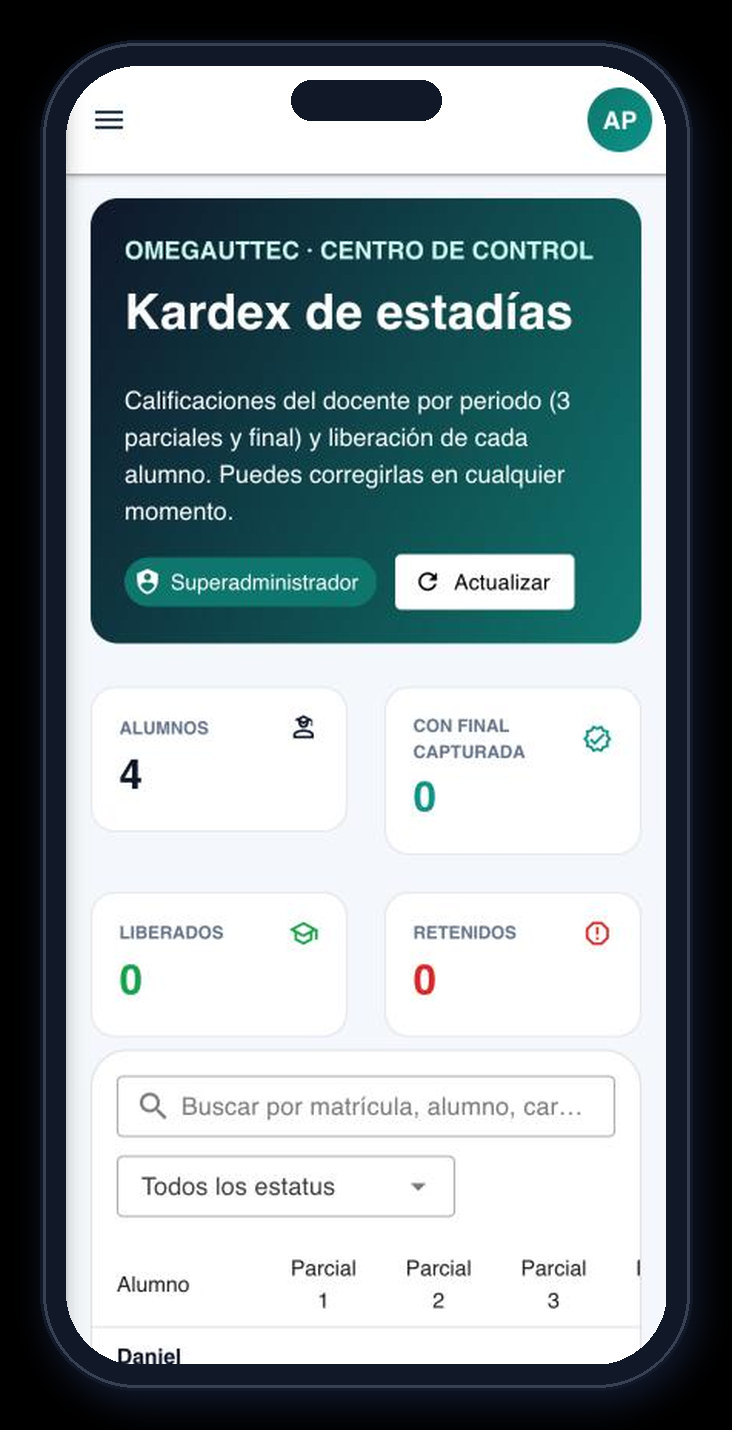 AP
OMEGAUTTEC · CENTRO DE CONTROL
Kardex de estadías
Calificaciones del docente por periodo (3
parciales y final) y liberación de cada
alumno. Puedes corregirlas en cualquier
momento.
Superadministrador
Actualizar
ALUMNOS
4
CON FINAL
CAPTURADA
0
LIBERADOS
0
RETENIDOS
0
Buscar por matrícula, alumno, car...
Todos los estatus
Alumno
Parcial
1
Parcial
2
Parcial
3
Daniel